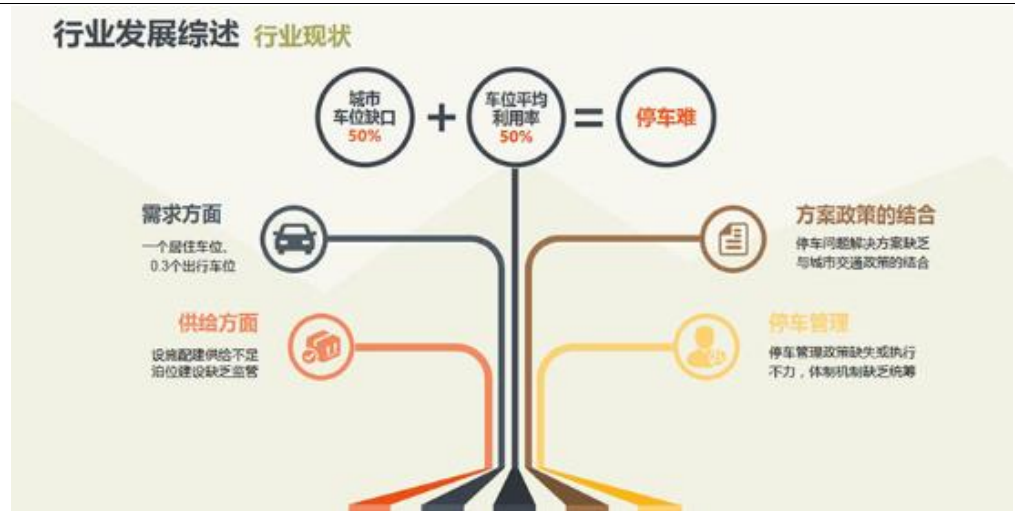 行业发展综述 行业现状
城市
车位缺口
50%
+
车位平均
利用率
50%
=
停车难
需求方面
一个居住车位、
0.3个出行车位
供给方面
设施配建供给不足
泊位建设缺乏监管
方案政策的结合
停车问题解决方案缺乏
与城市交通政策的结合
停车管理
停车管理政策缺失或执行
不力，体制机制缺乏统筹